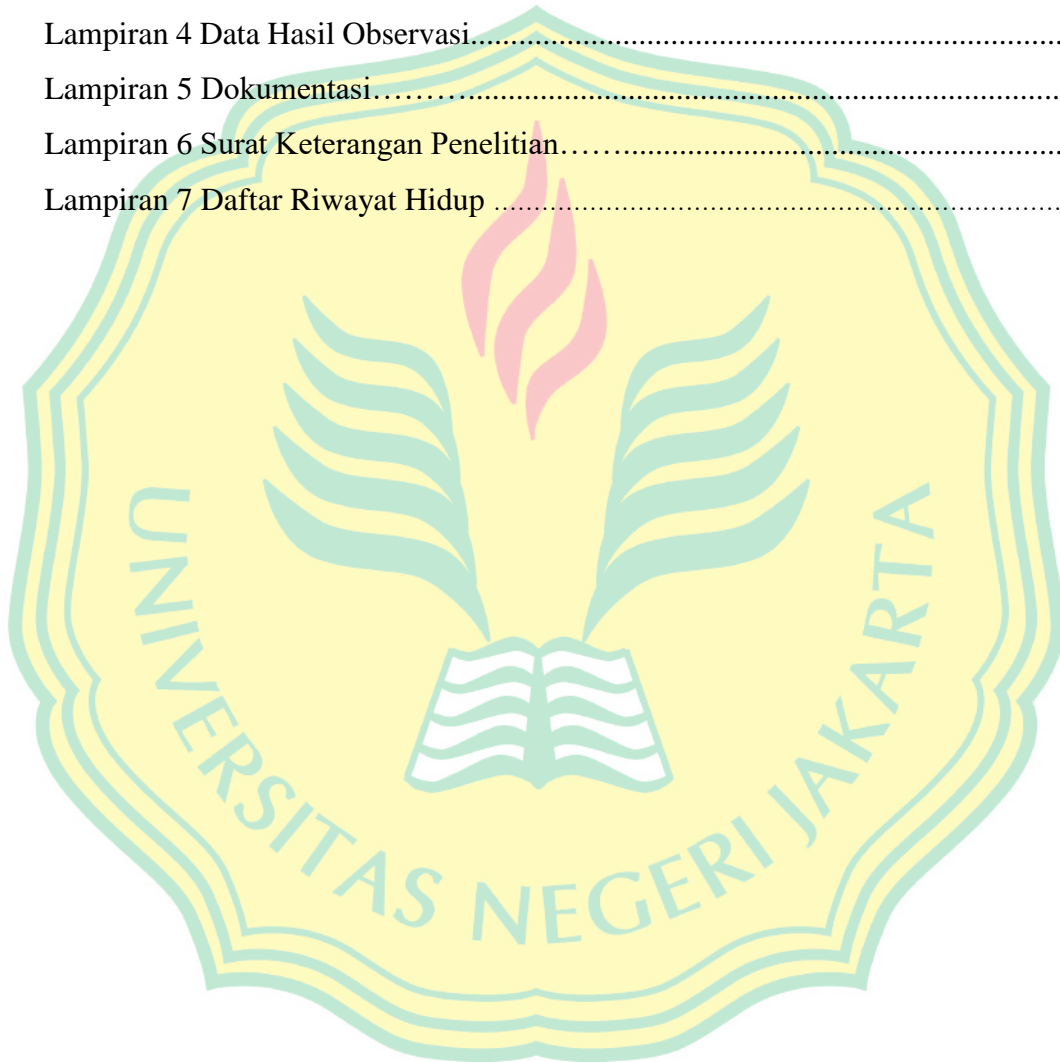 Lampiran 4 Data Hasil Observasi..............................................................................
Lampiran 5 Dokumentasi………..............................................................................
Lampiran 6 Surat Keterangan Penelitian……..........................................................
Lampiran 7 Daftar Riwayat Hidup ...........................................................................
UNIVERSITAS NEGERI JAKARTA